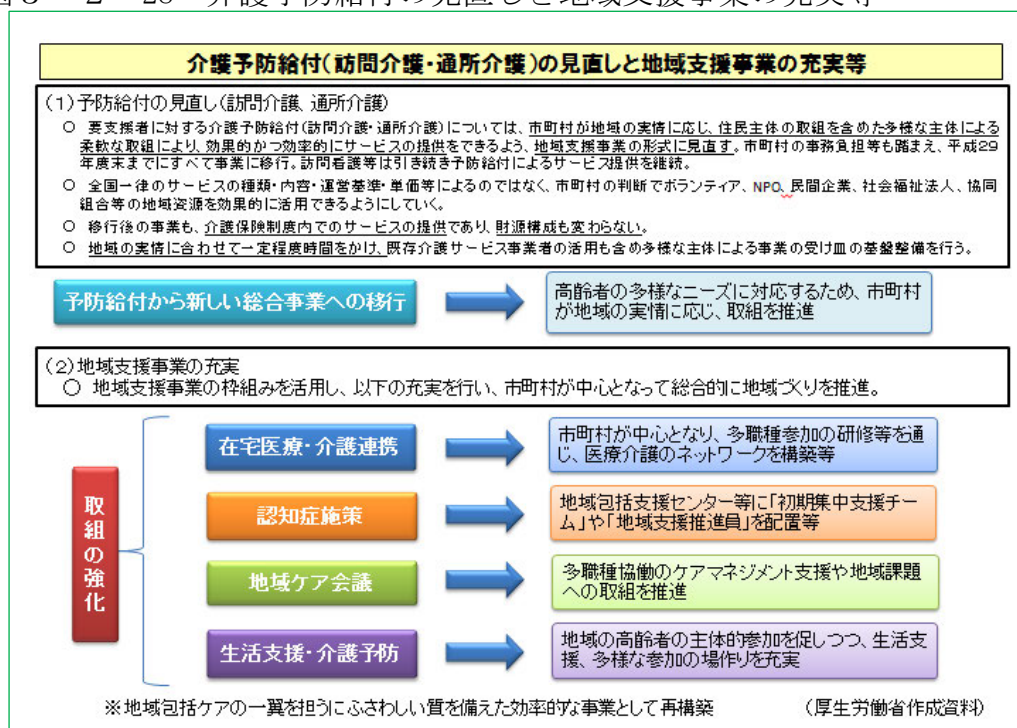 介護予防給付(訪問介護・通所介護)の見直しと地域支援事業の充実等
(1)予防給付の見直し(訪問介護、通所介護)
○ 要支援者に対する介護予防給付(訪問介護・通所介護)については、市町村が地域の実情に応じ、住民主体の取組を含めた多様な主体による
柔軟な取組により、効果的かつ効率的にサービスの提供をできるよう、地域支援事業の形式に見直す。市町村の事務負担等も踏まえ、平成29
年度末までにすべて事業に移行。訪問看護等は引き続き予防給付によるサービス提供を継続。
○ 全国一律のサービスの種類・内容・運営基準・単価等によるのではなく、市町村の判断でボランティア、NPO、民間企業、社会福祉法人、協同
組合等の地域資源を効果的に活用できるようにしていく。
○ 移行後の事業も、介護保険制度内でのサービスの提供であり、財源構成も変わらない。
○ 地域の実情に合わせて一定程度時間をかけ、既存介護サービス事業者の活用も含め多様な主体による事業の受け皿の基盤整備を行う。
予防給付から新しい総合事業への移行
高齢者の多様なニーズに対応するため、市町村
が地域の実情に応じ、取組を推進
(2)地域支援事業の充実
○ 地域支援事業の枠組みを活用し、以下の充実を行い、市町村が中心となって総合的に地域づくりを推進。
取組の強化
在宅医療・介護連携
市町村が中心となり、多職種参加の研修等を通
じ、医療介護のネットワークを構築等
認知症施策
地域包括支援センター等に「初期集中支援チー
ム」や「地域支援推進員」を配置等
地域ケア会議
多職種協働のケアマネジメント支援や地域課題
への取組を推進
生活支援・介護予防
地域の高齢者の主体的参加を促しつつ、生活支
援、多様な参加の場作りを充実
※地域包括ケアの一翼を担うにふさわしい質を備えた効率的な事業として再構築
(厚生労働省作成資料)